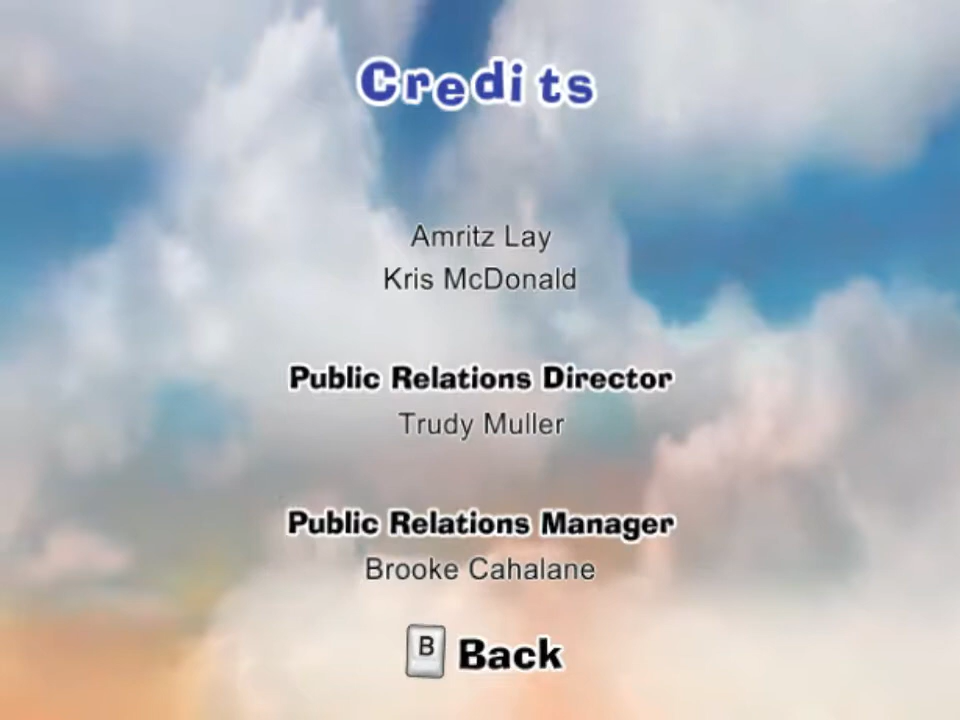 Credits
Amritz Lay
Kris McDonald
Public Relations Director
Trudy Muller
Public Relations Manager
Brooke Cahalane
B Back